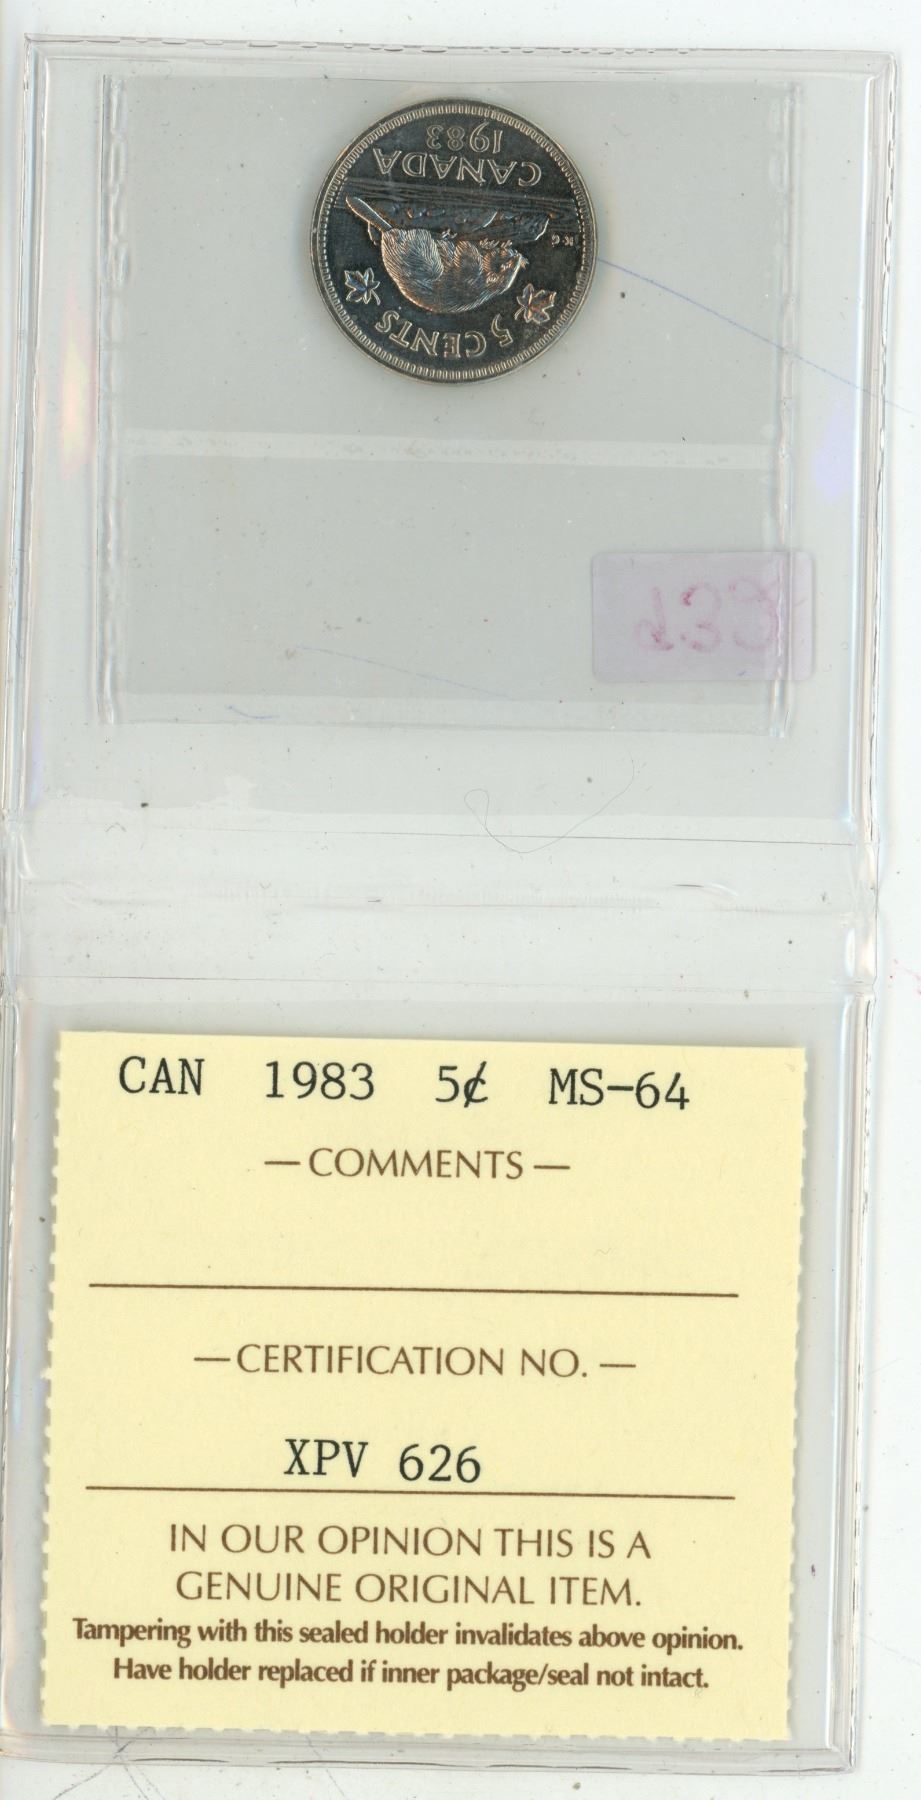 5 CENTS
K·G
CANADA
1983
CAN 1983 5¢ MS-64
— COMMENTS —
— CERTIFICATION NO. —
XPV 626
IN OUR OPINION THIS IS A
GENUINE ORIGINAL ITEM.
Tampering with this sealed holder invalidates above opinion.
Have holder replaced if inner package/seal not intact.